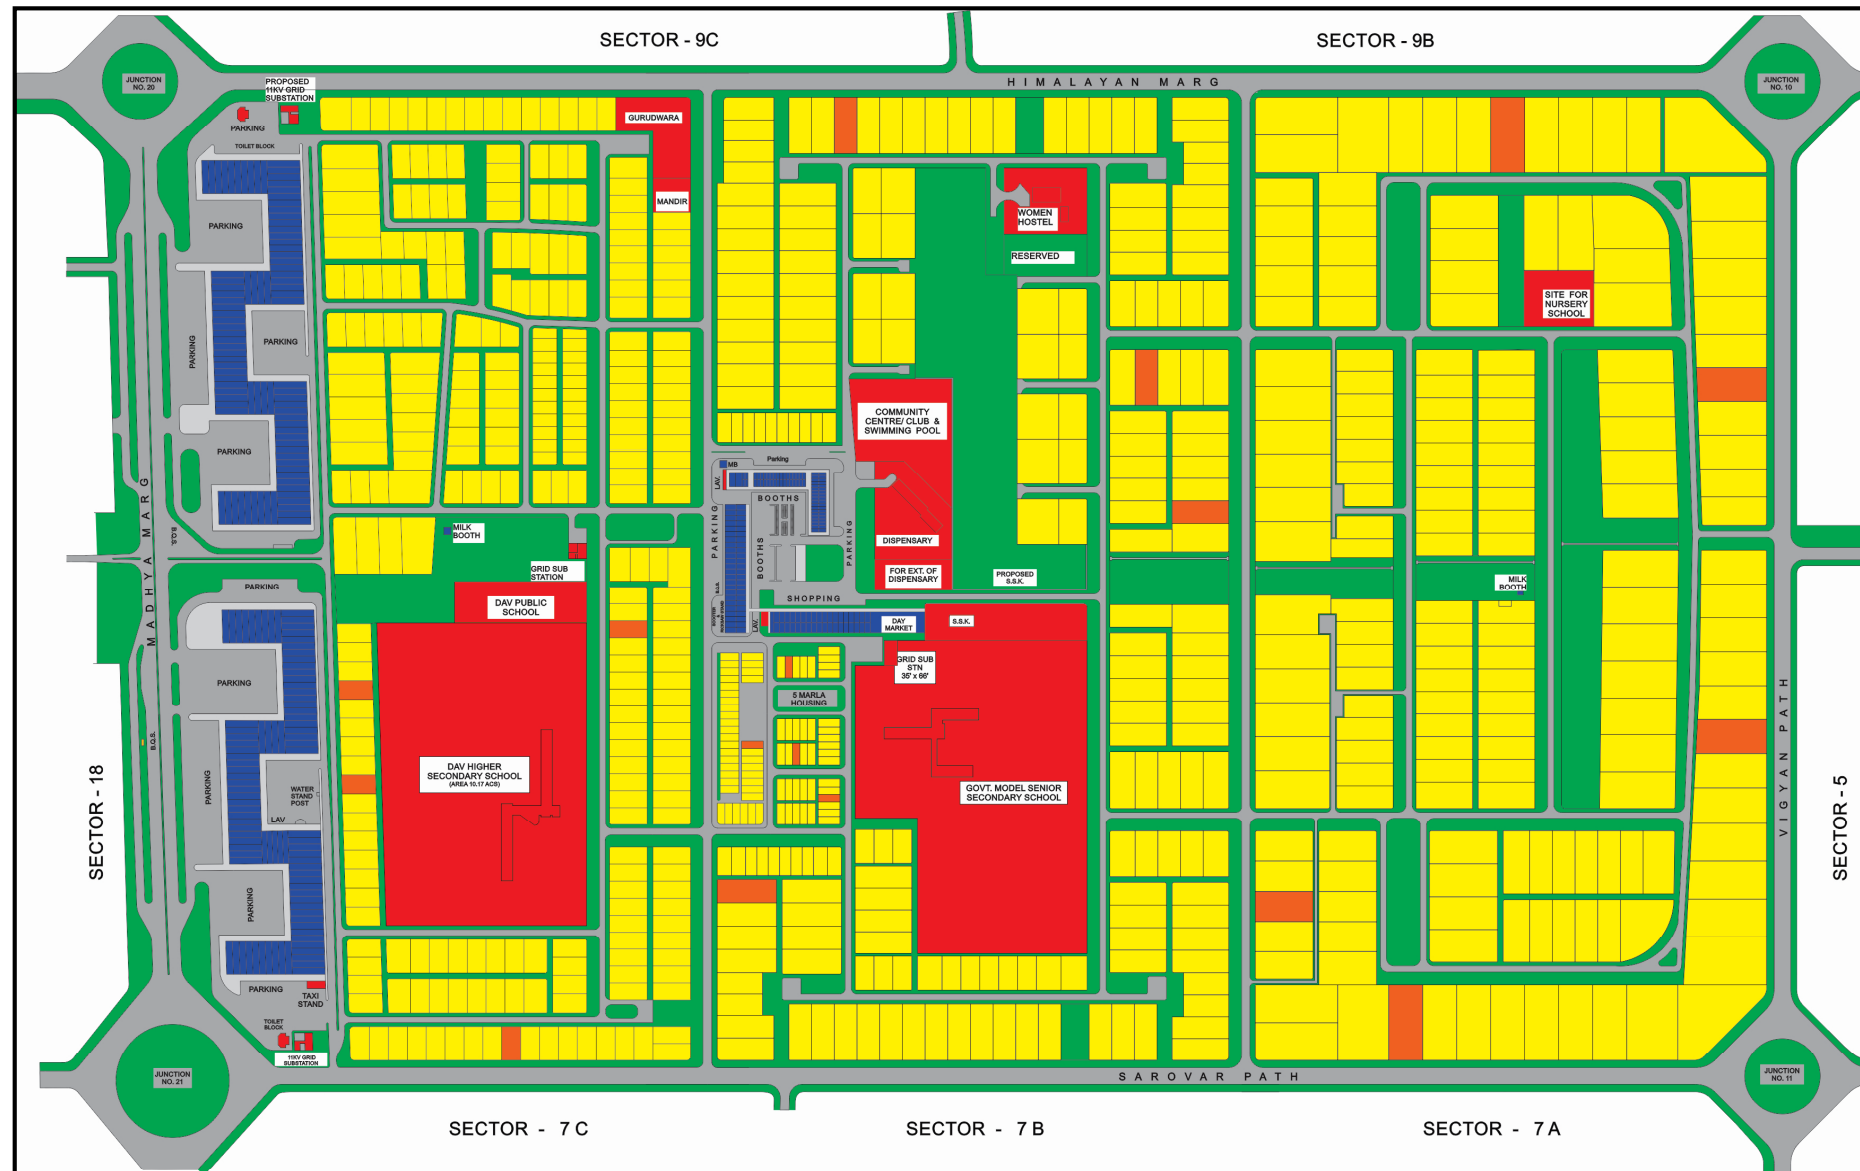 SECTOR - 9C
SECTOR - 9B
HIMALAYAN MARG
JUNCTION
NO. 20
PROPOSED
11KV GRID
SUBSTATION
JUNCTION
NO. 10
PARKING
TOILET BLOCK
GURUDWARA
MANDIR
PARKING
WOMEN
HOSTEL
RESERVED
SITE FOR
NURSERY
SCHOOL
PARKING
PARKING
COMMUNITY
CENTRE/ CLUB &
SWIMMING POOL
PARKING
MB
Parking
LAV.
BOOTHS
MADHYA MARG
B.Q.S.
MILK
BOOTH
PARKING
BOOTHS
PARKING
DISPENSARY
GRID SUB
STATION
FOR EXT. OF
DISPENSARY
PROPOSED
S.S.K.
MILK
BOOTH
PARKING
DAV PUBLIC
SCHOOL
B.Q.S.
SHOPPING
LAV.
DAY
MARKET
S.S.K.
GRID SUB
STN
35' x 66'
PARKING
5 MARLA
HOUSING
B.Q.S.
DAV HIGHER
SECONDARY SCHOOL
(AREA 10.17 ACS)
GOVT. MODEL SENIOR
SECONDARY SCHOOL
PARKING
WATER
STAND
POST
LAV
SECTOR - 18
VIGYAN PATH
SECTOR - 5
PARKING
PARKING
TAXI
STAND
TOILET
BLOCK
11KV GRID
SUBSTATION
JUNCTION
NO. 21
SAROVAR PATH
JUNCTION
NO. 11
SECTOR - 7 C
SECTOR - 7 B
SECTOR - 7 A